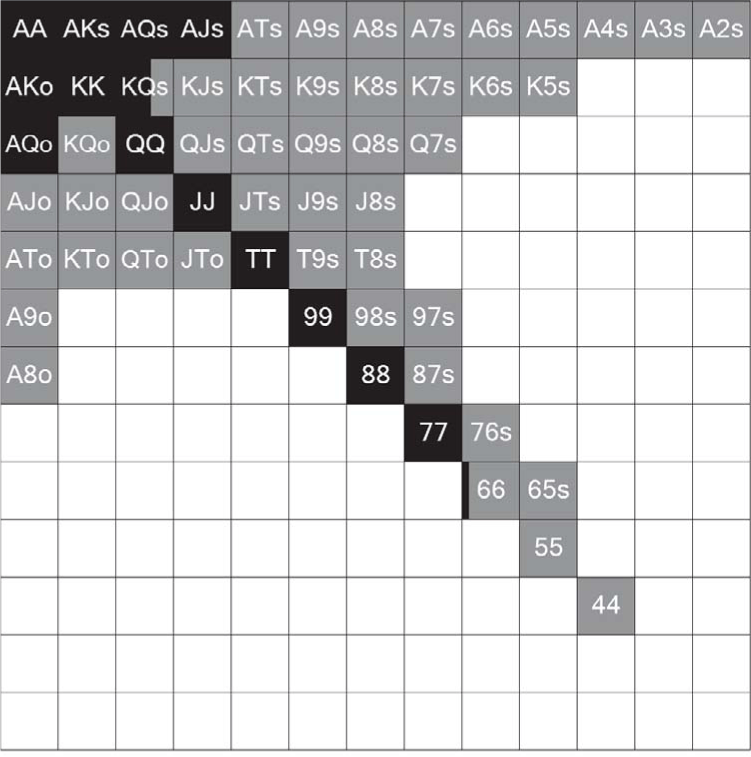 AA AKs AQs AJs ATs A9s A8s A7s A6s A5s A4s A3s A2s
AKo KK KQs KJs KTs K9s K8s K7s K6s K5s
AQo KQo QQ QJs QTs Q9s Q8s Q7s
AJo KJo QJo JJ JTs J9s J8s
ATo KTo QTo JTo TT T9s T8s
A9o 99 98s 97s
A8o 88 87s
77 76s
66 65s
55
44